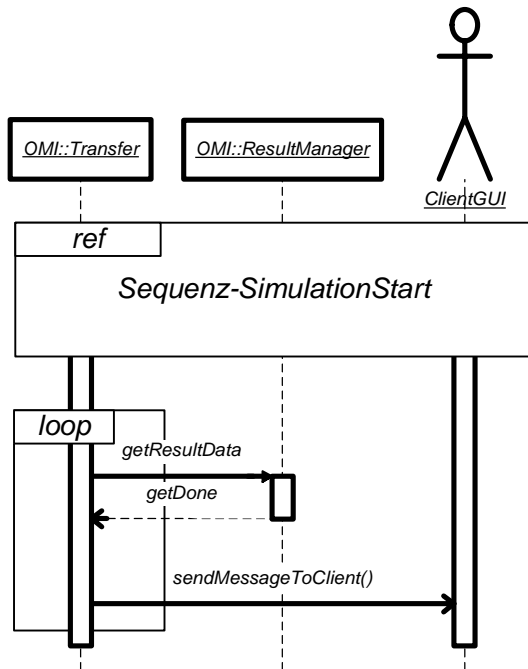 OMI::Transfer
OMI::ResultManager
ClientGUI
ref
Sequenz-SimulationStart
loop
getResultData
getDone
sendMessageToClient()